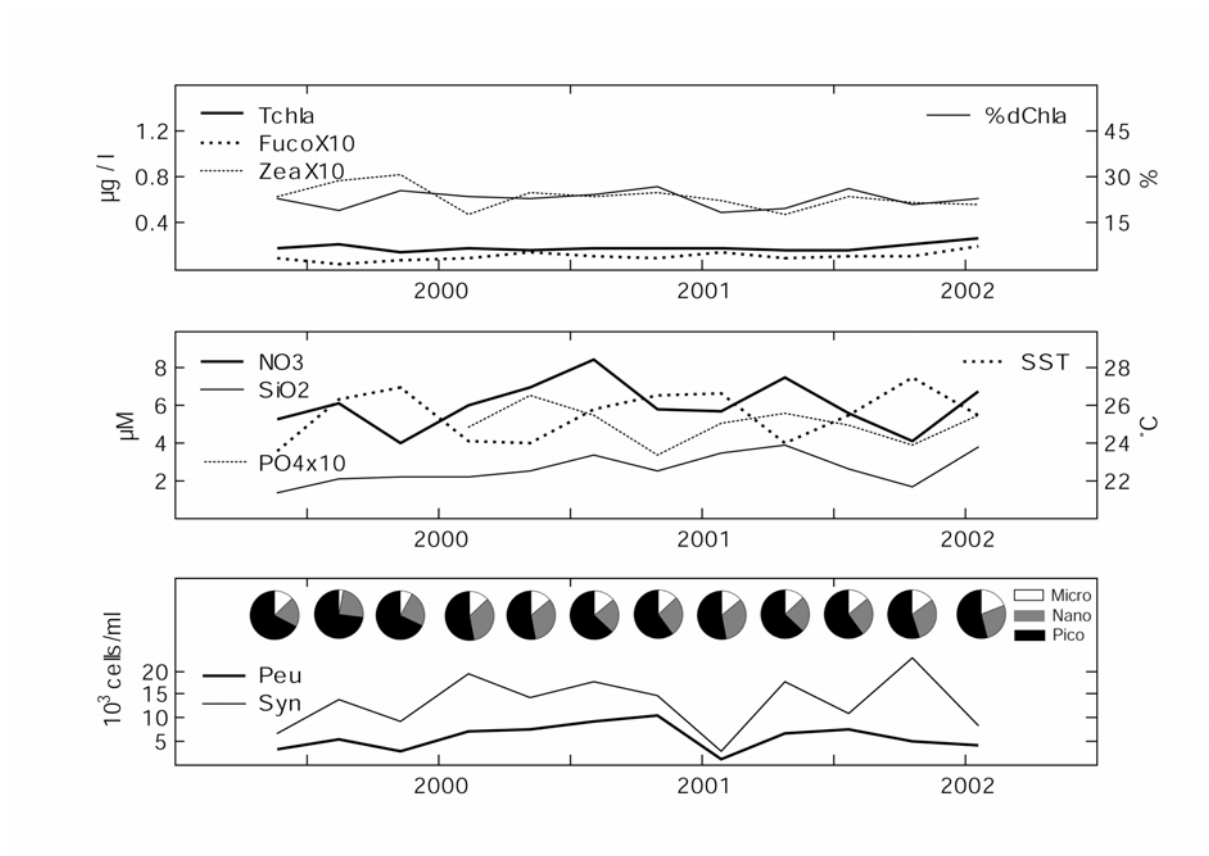 Tchla
FucoX10
ZeaX10
%dChla
1.2
0.8
0.4
µg / l
45
30
15
%
2000 2001 2002
NO3
SiO2
PO4x10
SST
8
6
4
2
µM
28
26
24
22
°C
2000 2001 2002
Micro
Nano
Pico
Peu
Syn
20
15
10
5
10³ cells/ml
2000 2001 2002